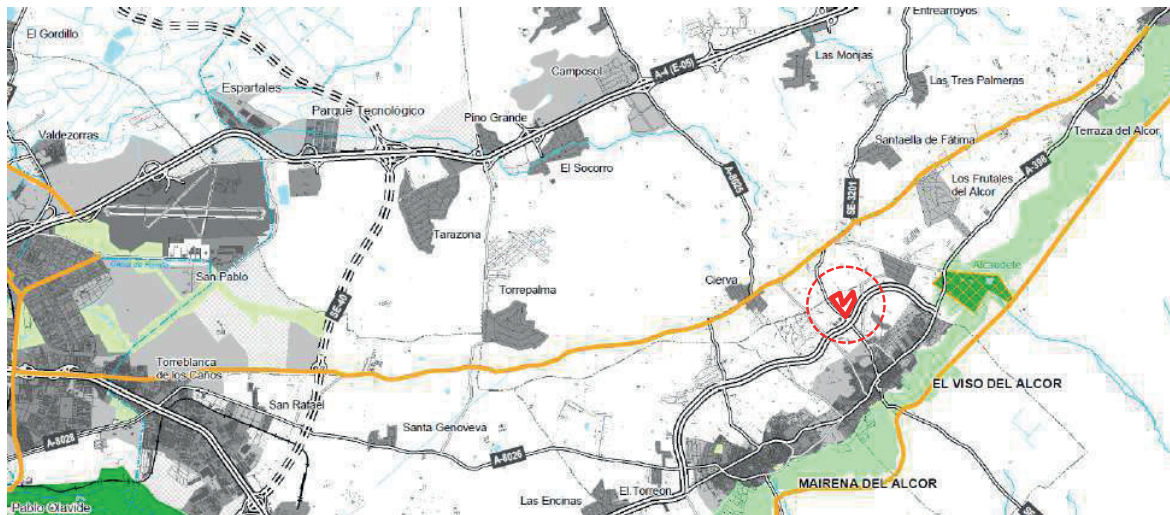 Entrearroyos
El Gordillo
A-4 (E-05)
Las Monjas
Camposol
Las Tres Palmeras
Espartales
Parque Tecnológico
Pino Grande
Terraza del Alcor
Valdezorras
Santaella de Fátima
El Socorro
A-398
A-8025
Los Frutales
del Alcor
SE-3201
Tarazona
Alcaudete
San Pablo
Cierva
Torrepalma
SE-40
Torreblanca
de los Caños
EL VISO DEL ALCOR
San Rafael
Santa Genoveva
A-8028
A-8026
El Torreón
MAIRENA DEL ALCOR
Las Encinas
Pablo Olavide